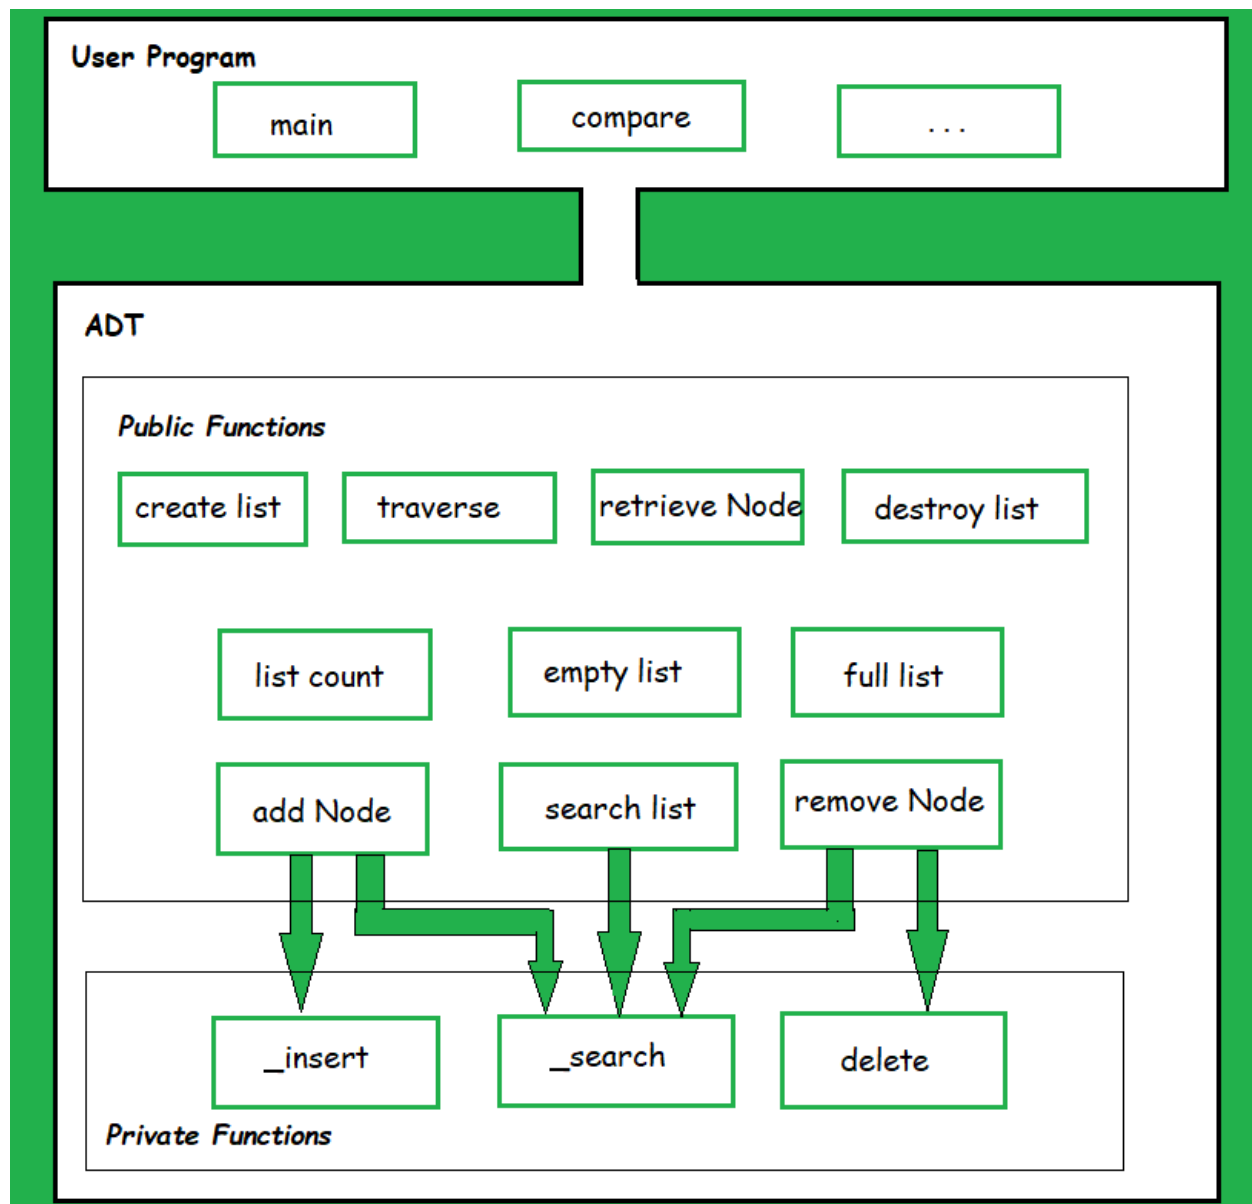 User Program
main
compare
...
ADT
Public Functions
create list
traverse
retrieve Node
destroy list
list count
empty list
full list
add Node
search list
remove Node
_insert
_search
delete
Private Functions